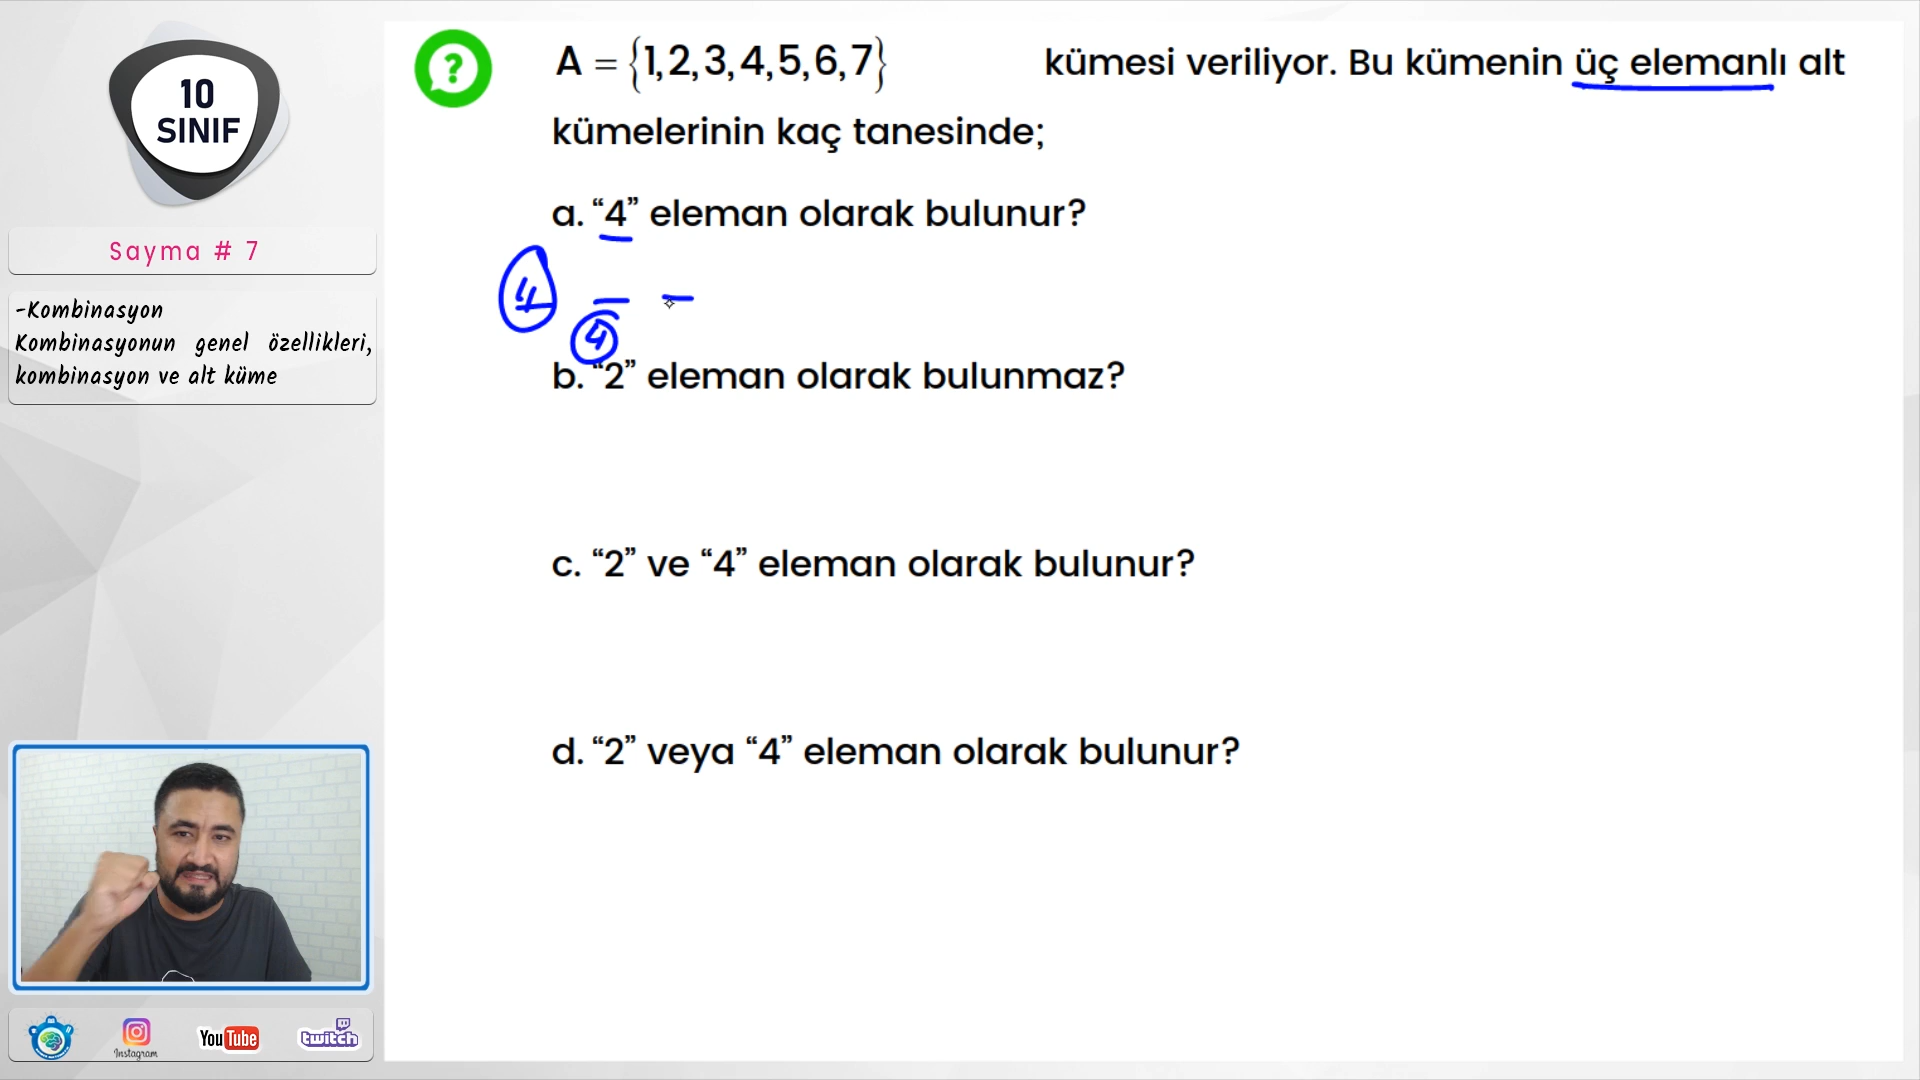 10
SINIF
Sayma # 7
-Kombinasyon
Kombinasyonun genel özellikleri,
kombinasyon ve alt küme
A = {1,2,3,4,5,6,7} kümesi veriliyor. Bu kümenin üç elemanlı alt
kümelerinin kaç tanesinde;
a. “4” eleman olarak bulunur?
4
4
b. “2” eleman olarak bulunmaz?
c. “2” ve “4” eleman olarak bulunur?
d. “2” veya “4” eleman olarak bulunur?
Instagram
YouTube
twitch